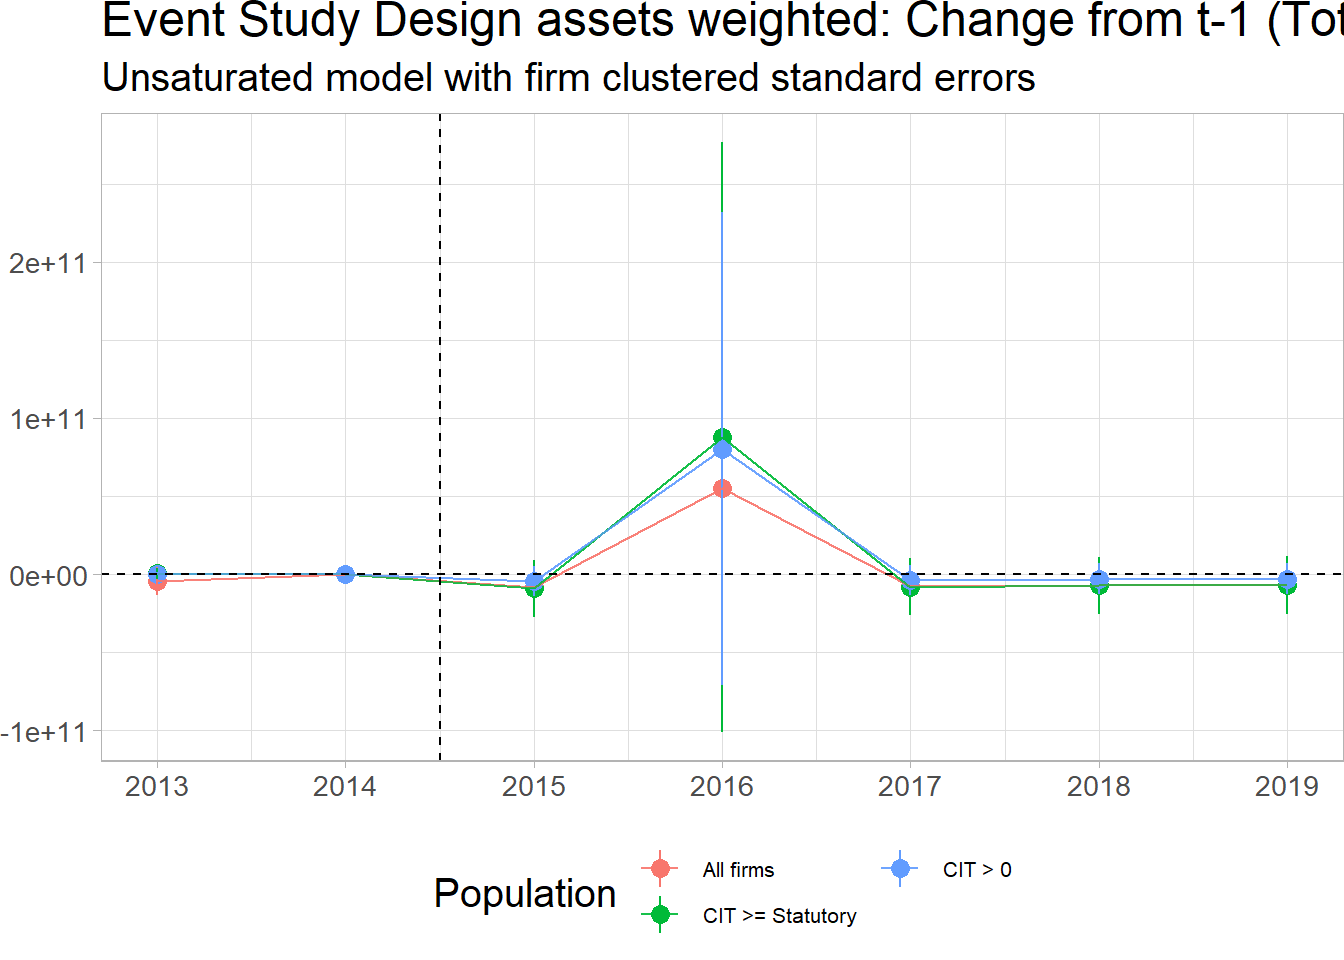 Event Study Design assets weighted: Change from t-1 (Tot
Unsaturated model with firm clustered standard errors
2e+11
1e+11
0e+00
-1e+11
2013 2014 2015 2016 2017 2018 2019
Population
All firms
CIT >= Statutory
CIT > 0